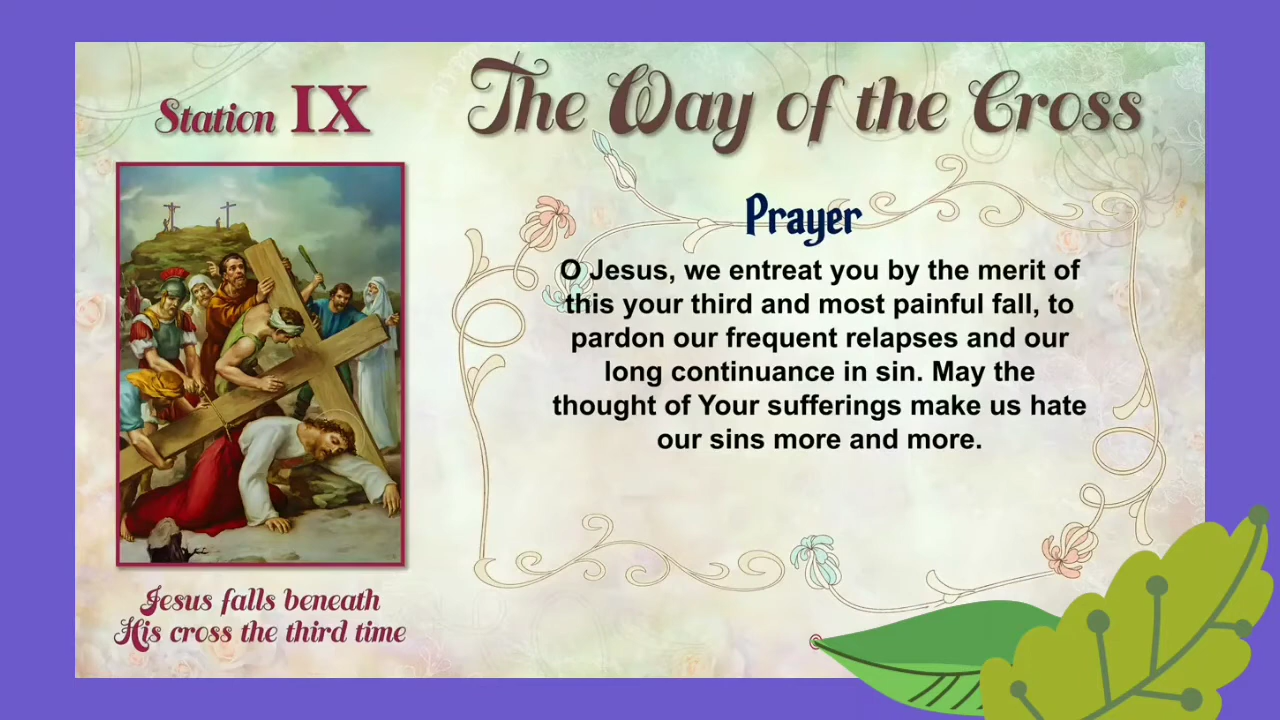 Station IX
The Way of the Cross
Prayer
O Jesus, we entreat you by the merit of
this your third and most painful fall, to
pardon our frequent relapses and our
long continuance in sin. May the
thought of Your sufferings make us hate
our sins more and more.
Jesus falls beneath
His cross the third time